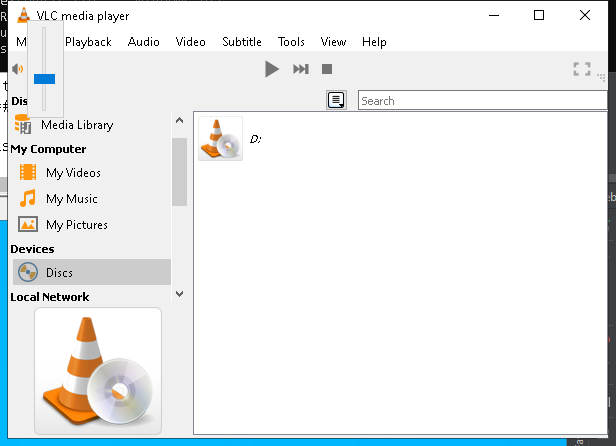 VLC media player
Playback Audio Video Subtitle Tools View Help
Search
Media Library
D:
My Computer
My Videos
My Music
My Pictures
Devices
Discs
Local Network